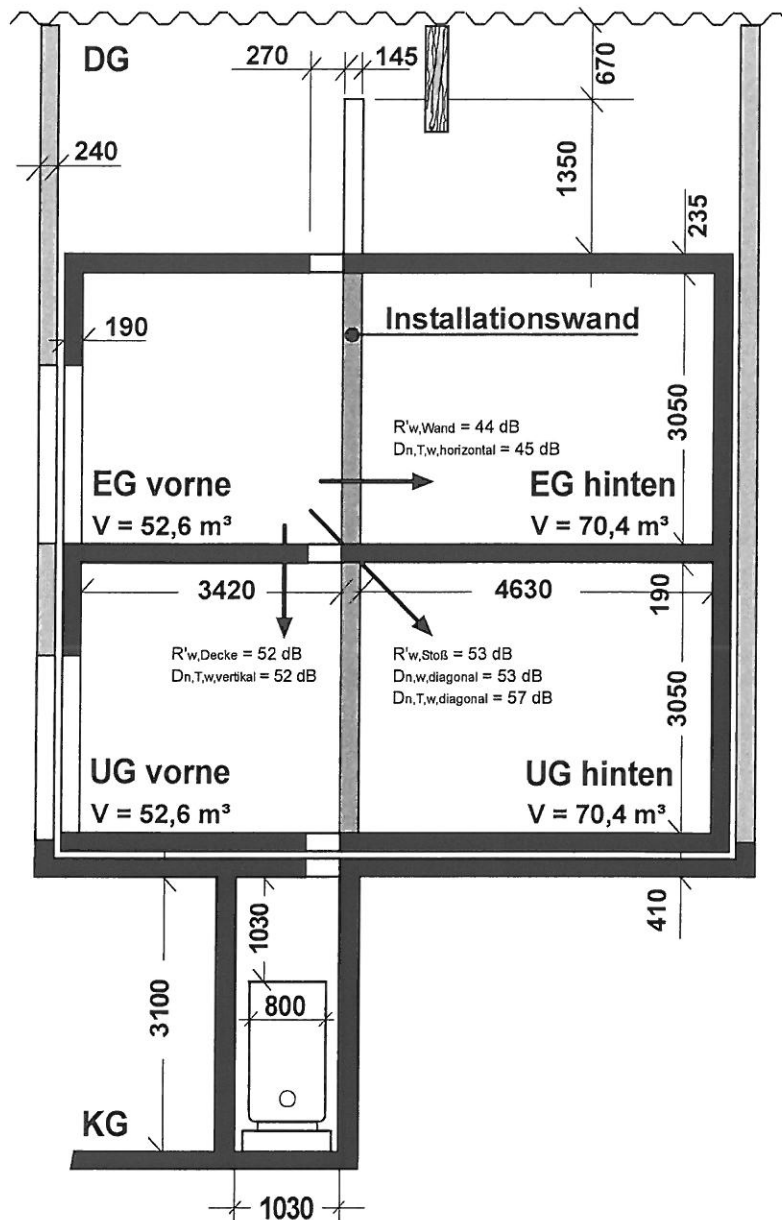 DG
270
145
670
240
1350
235
190
Installationswand
3050
R'w,Wand = 44 dB
Dn,T,w,horizontal = 45 dB
EG vorne
V = 52,6 m³
EG hinten
V = 70,4 m³
3420
4630
190
R'w,Decke = 52 dB
Dn,T,w,vertikal = 52 dB
R'w,Stoß = 53 dB
Dn,w,diagonal = 53 dB
Dn,T,w,diagonal = 57 dB
3050
UG vorne
V = 52,6 m³
UG hinten
V = 70,4 m³
410
1030
3100
800
KG
1030